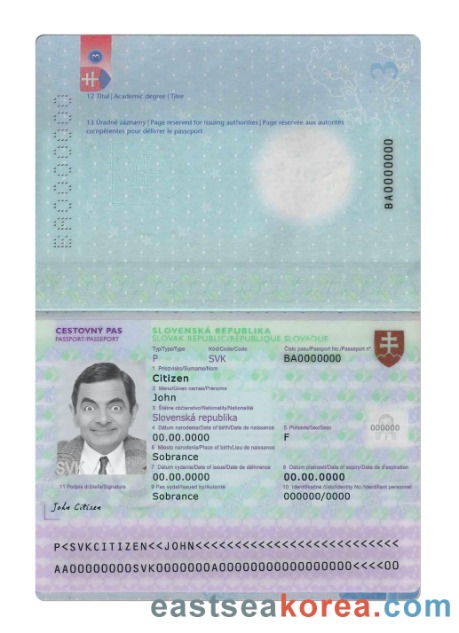 3
12 Titul | Academic degree | Titre
13 Úradné záznamy | Page reserved for issuing authorities | Page réservée aux autorités
compétentes pour délivrer le passeport
3
BA0000000
CESTOVNÝ PAS
PASSPORT/PASSEPORT
SLOVENSKÁ REPUBLIKA
SLOVAK REPUBLIC/RÉPUBLIQUE SLOVAQUE
Typ/Type/Type Kód/Code/Code Číslo pasu/Passport No./Passeport n°.
P SVK BA0000000
1 Priezvisko/Surname/Nom
Citizen
2 Meno/Given names/Prénoms
John
3 Štátne občianstvo/Nationality/Nationalité
Slovenská republika
4 Dátum narodenia/Date of birth/Date de naissance 5 Pohlavie/Sex/Sexe
00.00.0000 F
000000
6 Miesto narodenia/Place of birth/Lieu de naissance
Sobrance
7 Dátum vydania/Date of issue/Date de délivrance 8 Dátum platnosti/Date of expiry/Date d'expiration
00.00.0000 00.00.0000
9 Pas vydal/Issued by/Autorité 10 Identifikačné číslo/Identity No./Identifiant personnel
Sobrance 000000/0000
SVK
11 Podpis držiteľa/Signature
John Citizen
P<SVKCITIZEN<<JOHN<<<<<<<<<<<<<<<<<<<<<<<<<<
AA00000000SVK0000000A00000000000000000<<<<00
eastseakorea.com